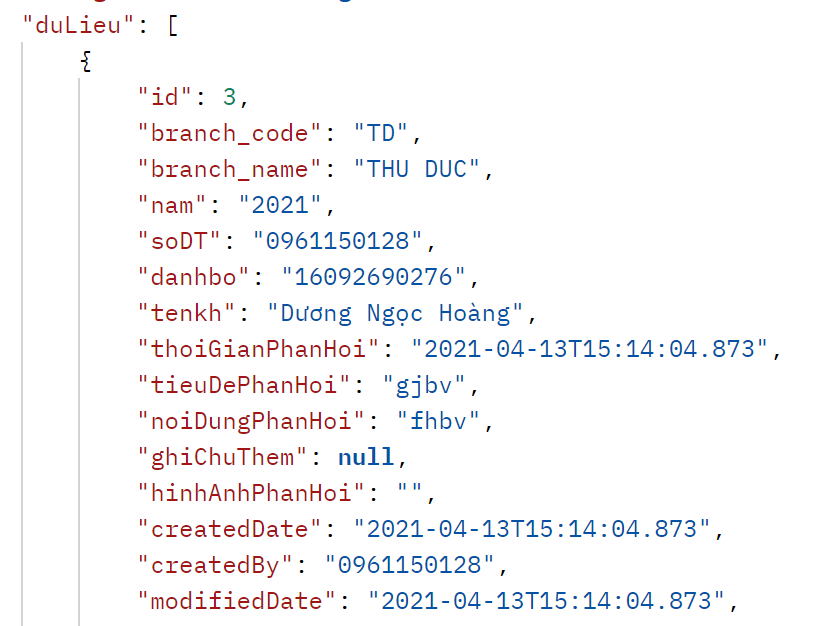 "duLieu": [
{
"id": 3,
"branch_code": "TD",
"branch_name": "THU DUC",
"nam": "2021",
"soDT": "0961150128",
"danhbo": "16092690276",
"tenkh": "Dương Ngọc Hoàng",
"thoiGianPhanHoi": "2021-04-13T15:14:04.873",
"tieuDePhanHoi": "gjbv",
"noiDungPhanHoi": "fhbv",
"ghiChuThem": null,
"hinhAnhPhanHoi": "",
"createdDate": "2021-04-13T15:14:04.873",
"createdBy": "0961150128",
"modifiedDate": "2021-04-13T15:14:04.873",